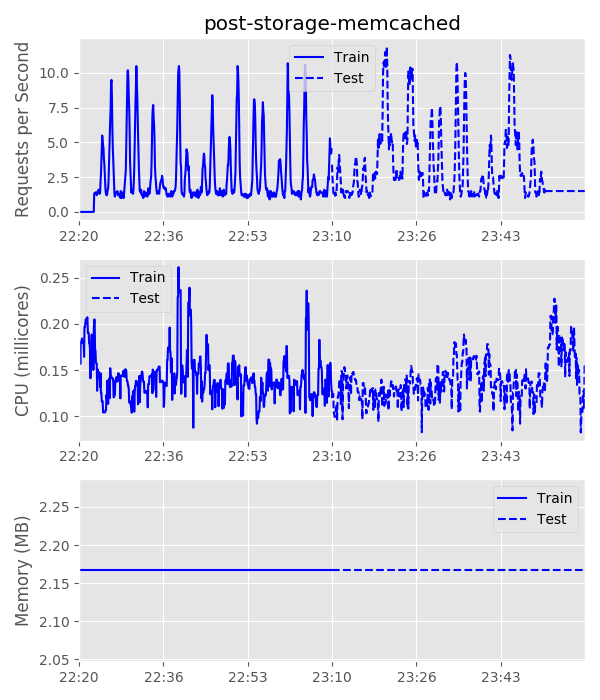 post-storage-memcached
Requests per Second
10.0
7.5
5.0
2.5
0.0
Train
Test
22:20 22:36 22:53 23:10 23:26 23:43
CPU (millicores)
0.25
0.20
0.15
0.10
Train
Test
22:20 22:36 22:53 23:10 23:26 23:43
Memory (MB)
2.25
2.20
2.15
2.10
2.05
Train
Test
22:20 22:36 22:53 23:10 23:26 23:43